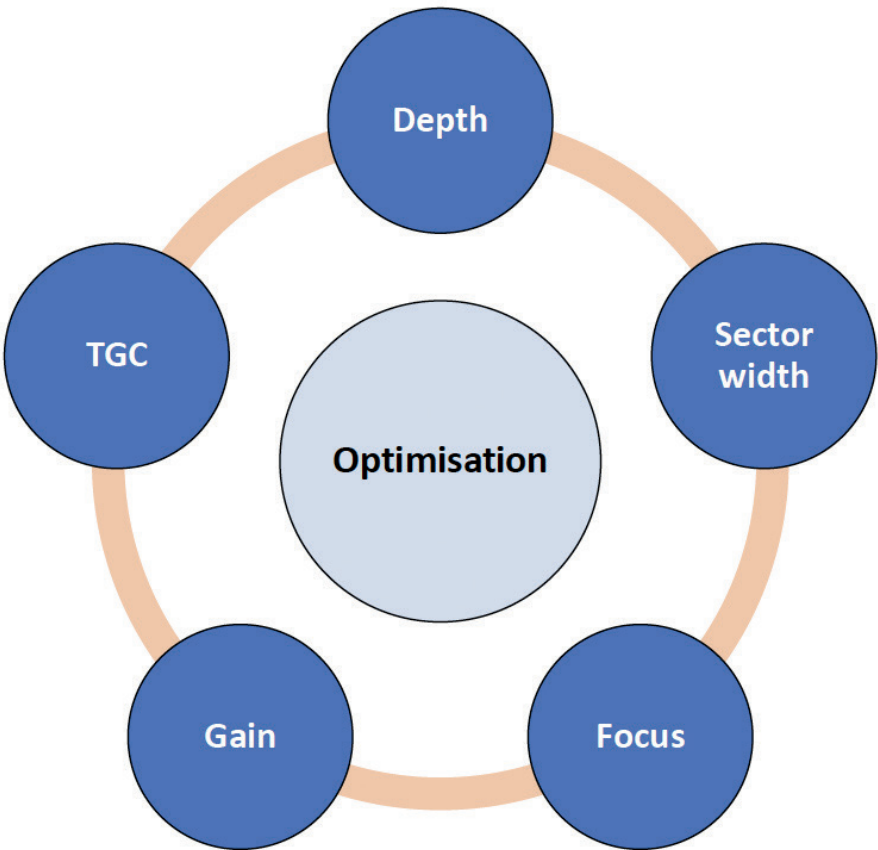 Depth
Sector
width
TGC
Optimisation
Gain
Focus